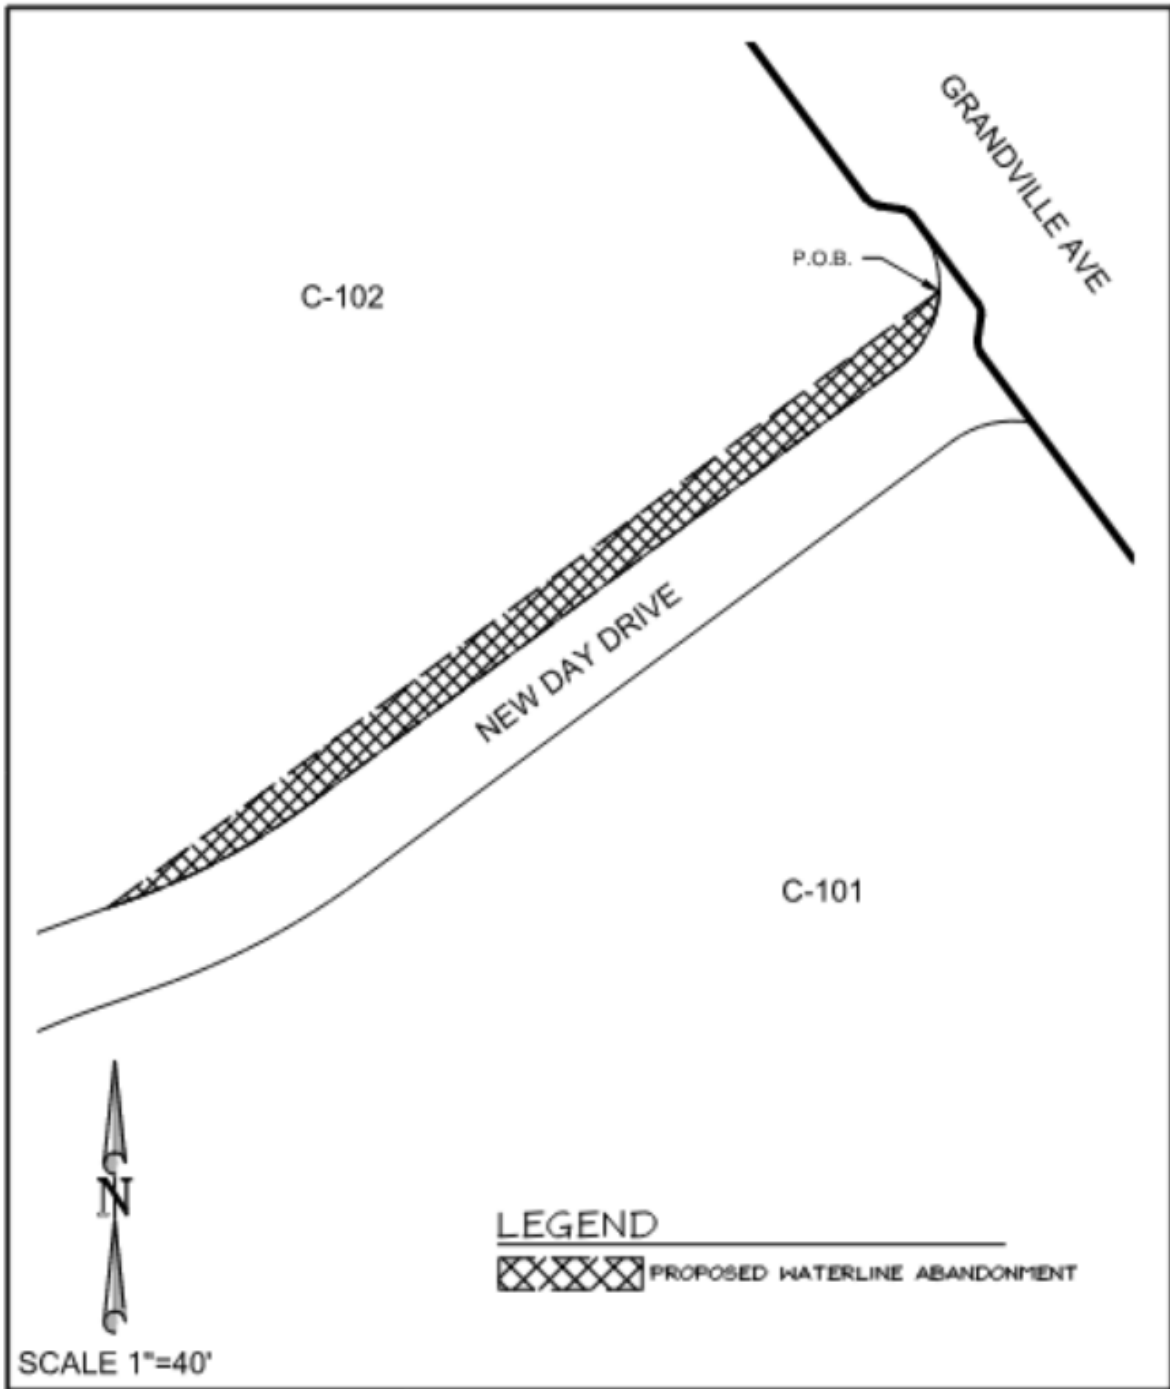 GRANDVILLE AVE
P.O.B.
C-102
NEW DAY DRIVE
C-101
N
LEGEND
PROPOSED WATERLINE ABANDONMENT
SCALE 1"=40'